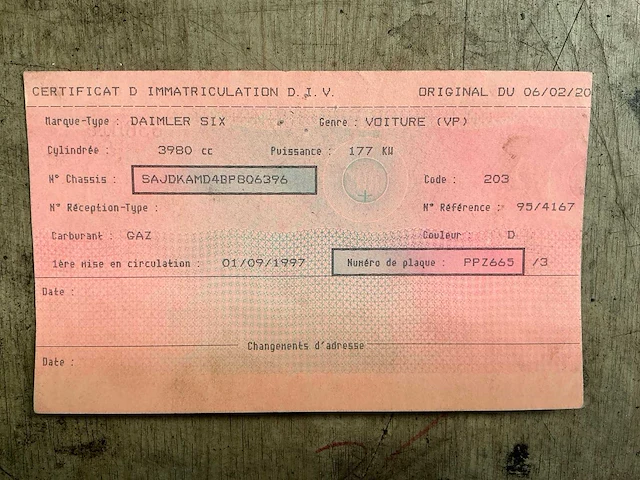 CERTIFICAT D IMMATRICULATION D.I.V. ORIGINAL DU 06/02/20
Marque-Type : DAIMLER SIX Genre : VOITURE (VP)
Cylindrée : 3980 cc Puissance : 177 KW
N° Chassis : SAJDKAMD4BPB06396 Code : 203
N° Réception-Type : N° Référence : 95/4167
Carburant : GAZ Couleur : D
1ère mise en circulation : 01/09/1997 Numéro de plaque : PPZ665 /3
Date :
Changements d'adresse
Date :